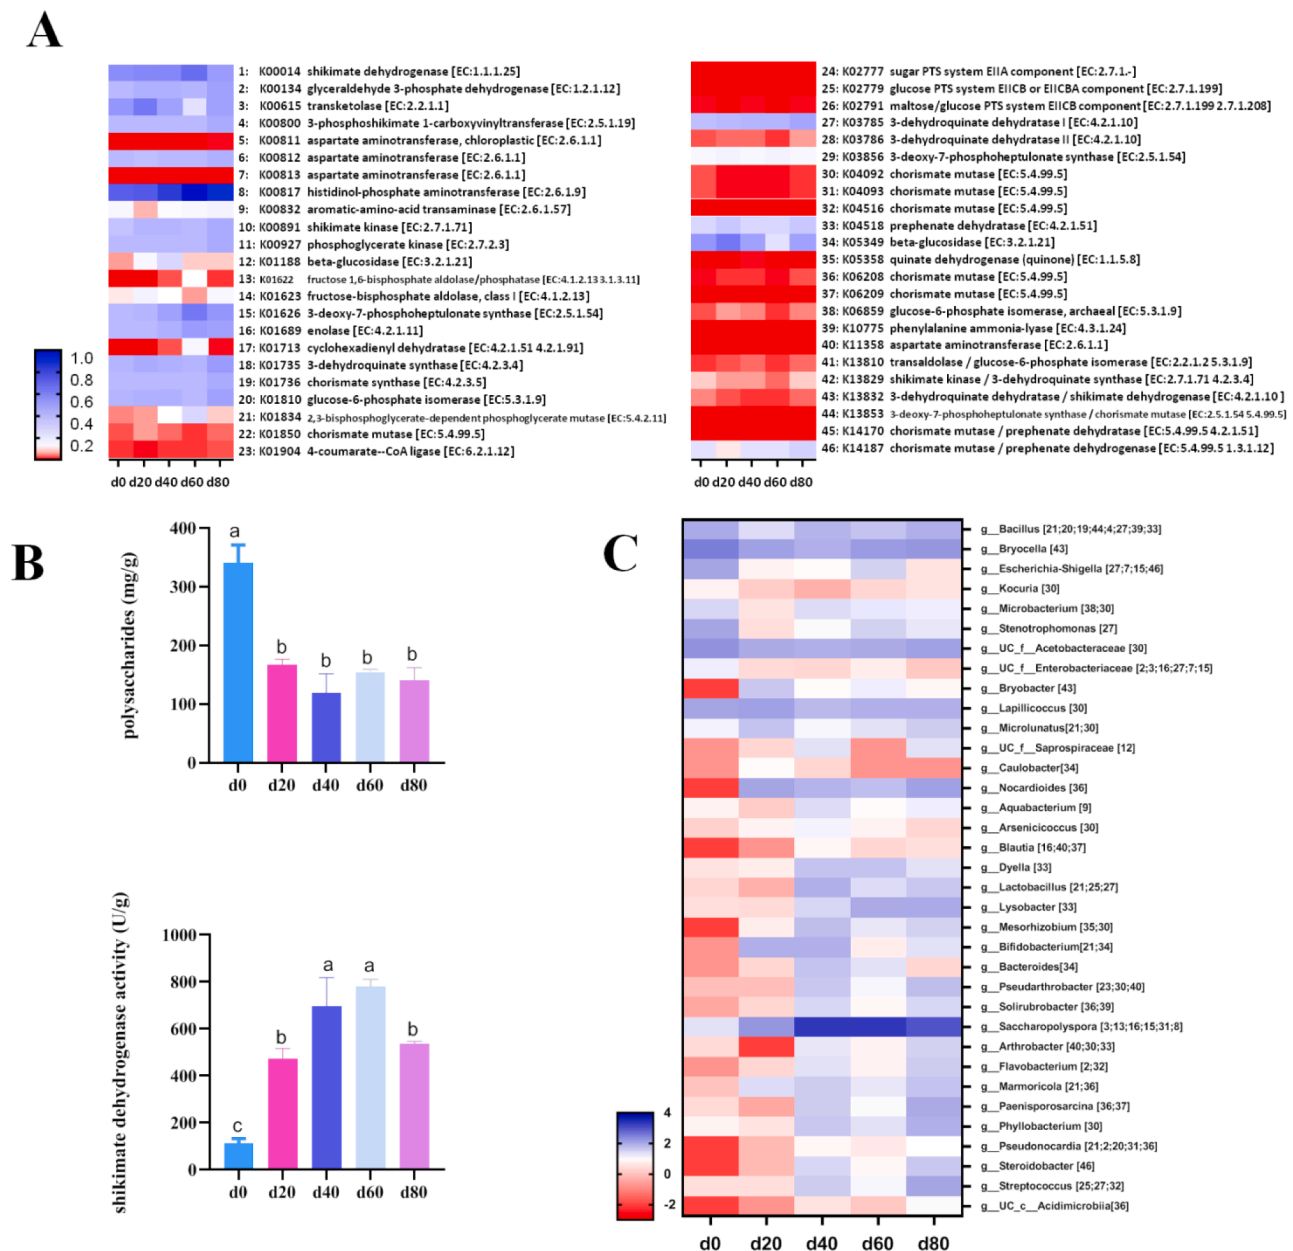 A
1: K00014 shikimate dehydrogenase [EC:1.1.1.25]
2: K00134 glyceraldehyde 3-phosphate dehydrogenase [EC:1.2.1.12]
3: K00615 transketolase [EC:2.2.1.1]
4: K00800 3-phosphoshikimate 1-carboxyvinyltransferase [EC:2.5.1.19]
5: K00811 aspartate aminotransferase, chloroplastic [EC:2.6.1.1]
6: K00812 aspartate aminotransferase [EC:2.6.1.1]
7: K00813 aspartate aminotransferase [EC:2.6.1.1]
8: K00817 histidinol-phosphate aminotransferase [EC:2.6.1.9]
9: K00832 aromatic-amino-acid transaminase [EC:2.6.1.57]
10: K00891 shikimate kinase [EC:2.7.1.71]
11: K00927 phosphoglycerate kinase [EC:2.7.2.3]
12: K01188 beta-glucosidase [EC:3.2.1.21]
13: K01622 fructose 1,6-bisphosphate aldolase/phosphatase [EC:4.1.2.13 3.1.3.11]
14: K01623 fructose-bisphosphate aldolase, class I [EC:4.1.2.13]
15: K01626 3-deoxy-7-phosphoheptulonate synthase [EC:2.5.1.54]
16: K01689 enolase [EC:4.2.1.11]
17: K01713 cyclohexadienyl dehydratase [EC:4.2.1.51 4.2.1.91]
18: K01735 3-dehydroquinate synthase [EC:4.2.3.4]
19: K01736 chorismate synthase [EC:4.2.3.5]
20: K01810 glucose-6-phosphate isomerase [EC:5.3.1.9]
21: K01834 2,3-bisphosphoglycerate-dependent phosphoglycerate mutase [EC:5.4.2.11]
22: K01850 chorismate mutase [EC:5.4.99.5]
23: K01904 4-coumarate--CoA ligase [EC:6.2.1.12]
1.0
0.8
0.6
0.4
0.2
d0 d20 d40 d60 d80
24: K02777 sugar PTS system EIIA component [EC:2.7.1.-]
25: K02779 glucose PTS system EIICB or EIICBA component [EC:2.7.1.199]
26: K02791 maltose/glucose PTS system EIICB component [EC:2.7.1.199 2.7.1.208]
27: K03785 3-dehydroquinate dehydratase I [EC:4.2.1.10]
28: K03786 3-dehydroquinate dehydratase II [EC:4.2.1.10]
29: K03856 3-deoxy-7-phosphoheptulonate synthase [EC:2.5.1.54]
30: K04092 chorismate mutase [EC:5.4.99.5]
31: K04093 chorismate mutase [EC:5.4.99.5]
32: K04516 chorismate mutase [EC:5.4.99.5]
33: K04518 prephenate dehydratase [EC:4.2.1.51]
34: K05349 beta-glucosidase [EC:3.2.1.21]
35: K05358 quinate dehydrogenase (quinone) [EC:1.1.5.8]
36: K06208 chorismate mutase [EC:5.4.99.5]
37: K06209 chorismate mutase [EC:5.4.99.5]
38: K06859 glucose-6-phosphate isomerase, archaeal [EC:5.3.1.9]
39: K10775 phenylalanine ammonia-lyase [EC:4.3.1.24]
40: K11358 aspartate aminotransferase [EC:2.6.1.1]
41: K13810 transaldolase / glucose-6-phosphate isomerase [EC:2.2.1.2 5.3.1.9]
42: K13829 shikimate kinase / 3-dehydroquinate synthase [EC:2.7.1.71 4.2.3.4]
43: K13832 3-dehydroquinate dehydratase / shikimate dehydrogenase [EC:4.2.1.10 ]
44: K13853 3-deoxy-7-phosphoheptulonate synthase / chorismate mutase [EC:2.5.1.54 5.4.99.5]
45: K14170 chorismate mutase / prephenate dehydratase [EC:5.4.99.5 4.2.1.51]
46: K14187 chorismate mutase / prephenate dehydrogenase [EC:5.4.99.5 1.3.1.12]
d0 d20 d40 d60 d80
B
polysaccharides (mg/g)
400
300
200
100
0
a
b
b
b
b
d0 d20 d40 d60 d80
shikimate dehydrogenase activity (U/g)
1000
800
600
400
200
0
c
b
a
a
b
d0 d20 d40 d60 d80
C
g__Bacillus [21;20;19;44;4;27;39;33]
g__Bryocella [43]
g__Escherichia-Shigella [27;7;15;46]
g__Kocuria [30]
g__Microbacterium [38;30]
g__Stenotrophomonas [27]
g__UC_f__Acetobacteraceae [30]
g__UC_f__Enterobacteriaceae [2;3;16;27;7;15]
g__Bryobacter [43]
g__Lapillicoccus [30]
g__Microlunatus[21;30]
g__UC_f__Saprospiraceae [12]
g__Caulobacter[34]
g__Nocardioides [36]
g__Aquabacterium [9]
g__Arsenicicoccus [30]
g__Blautia [16;40;37]
g__Dyella [33]
g__Lactobacillus [21;25;27]
g__Lysobacter [33]
g__Mesorhizobium [35;30]
g__Bifidobacterium[21;34]
g__Bacteroides[34]
g__Pseudarthrobacter [23;30;40]
g__Solirubrobacter [36;39]
g__Saccharopolyspora [3;13;16;15;31;8]
g__Arthrobacter [40;30;33]
g__Flavobacterium [2;32]
g__Marmoricola [21;36]
g__Paenisporosarcina [36;37]
g__Phyllobacterium [30]
g__Pseudonocardia [21;2;20;31;36]
g__Steroidobacter [46]
g__Streptococcus [25;27;32]
g__UC_c__Acidimicrobiia[36]
4
2
0
-2
d0 d20 d40 d60 d80